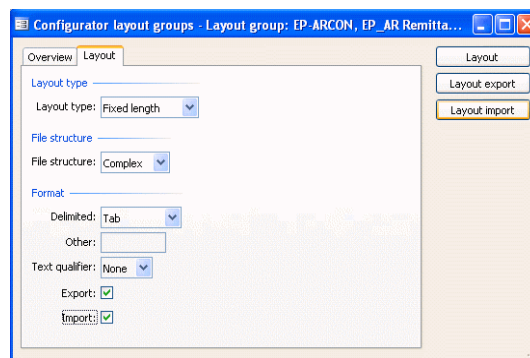 Configurator layout groups - Layout group: EP-ARCON, EP_AR Remitta...
Overview Layout
Layout type
Layout type: Fixed length
File structure
File structure: Complex
Format
Delimited: Tab
Other:
Text qualifier: None
Export:
Import:
Layout
Layout export
Layout import